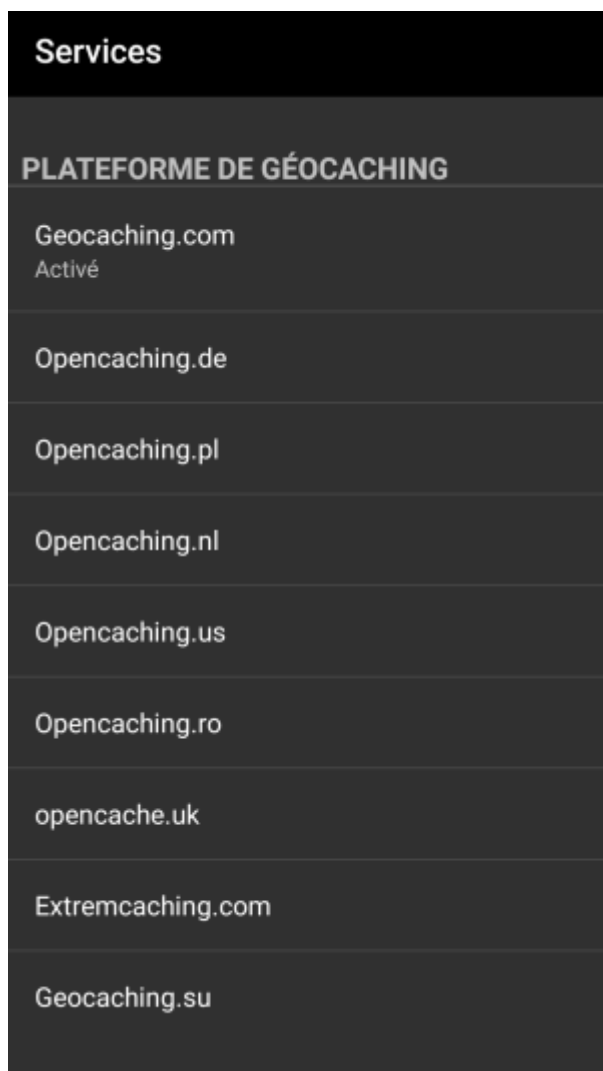 Services
PLATEFORME DE GÉOCACHING
Geocaching.com
Activé
Opencaching.de
Opencaching.pl
Opencaching.nl
Opencaching.us
Opencaching.ro
opencache.uk
Extremcaching.com
Geocaching.su